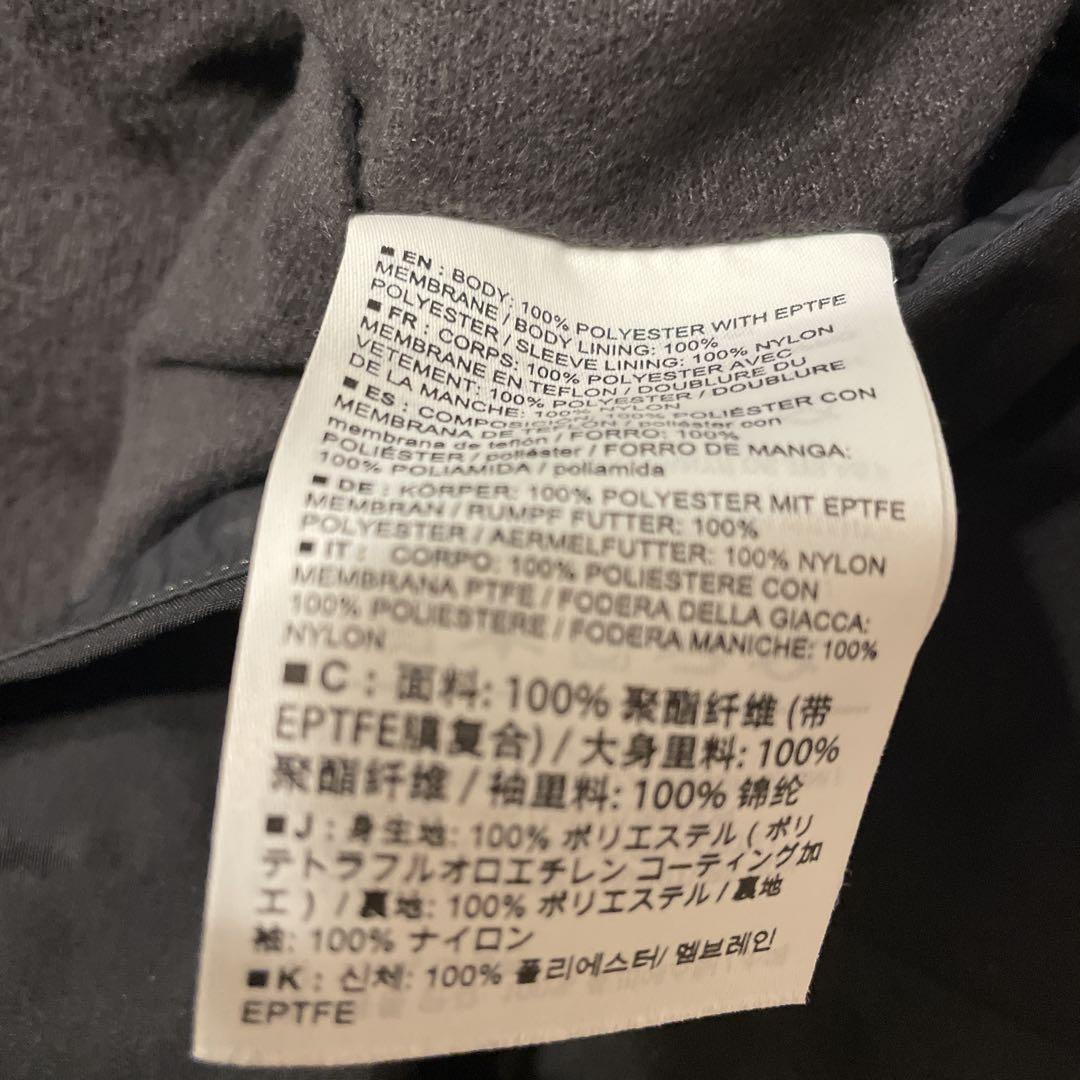 ■ EN : BODY: 100% POLYESTER WITH EPTFE
MEMBRANE / BODY LINING: 100%
POLYESTER / SLEEVE LINING: 100% NYLON
■ FR : CORPS: 100% POLYESTER AVEC
MEMBRANE EN TEFLON / DOUBLURE DU
VETEMENT: 100% POLYESTER / DOUBLURE
DE LA MANCHE: 100% NYLON
■ ES : COMPOSICION: 100% POLIÉSTER CON
MEMBRANA DE TEFLÓN / poliéster con
membrana de teflón / FORRO: 100%
POLIÉSTER / poliéster / FORRO DE MANGA:
100% POLIAMIDA / poliamida
■ DE : KÖRPER: 100% POLYESTER MIT EPTFE
MEMBRAN / RUMPF FUTTER: 100%
POLYESTER / AERMELFUTTER: 100% NYLON
■ IT : CORPO: 100% POLIESTERE CON
MEMBRANA PTFE / FODERA DELLA GIACCA:
100% POLIESTERE / FODERA MANICHE: 100%
NYLON
■ C : 面料: 100% 聚酯纤维 (带
EPTFE膜复合) / 大身里料: 100%
聚酯纤维 / 袖里料: 100% 锦纶
■ J : 身生地: 100% ポリエステル ( ポリ
テトラフルオロエチレン コーティング加
工 ) / 裏地: 100% ポリエステル / 裏地
袖: 100% ナイロン
■ K : 신체: 100% 폴리에스터/ 멤브레인
EPTFE